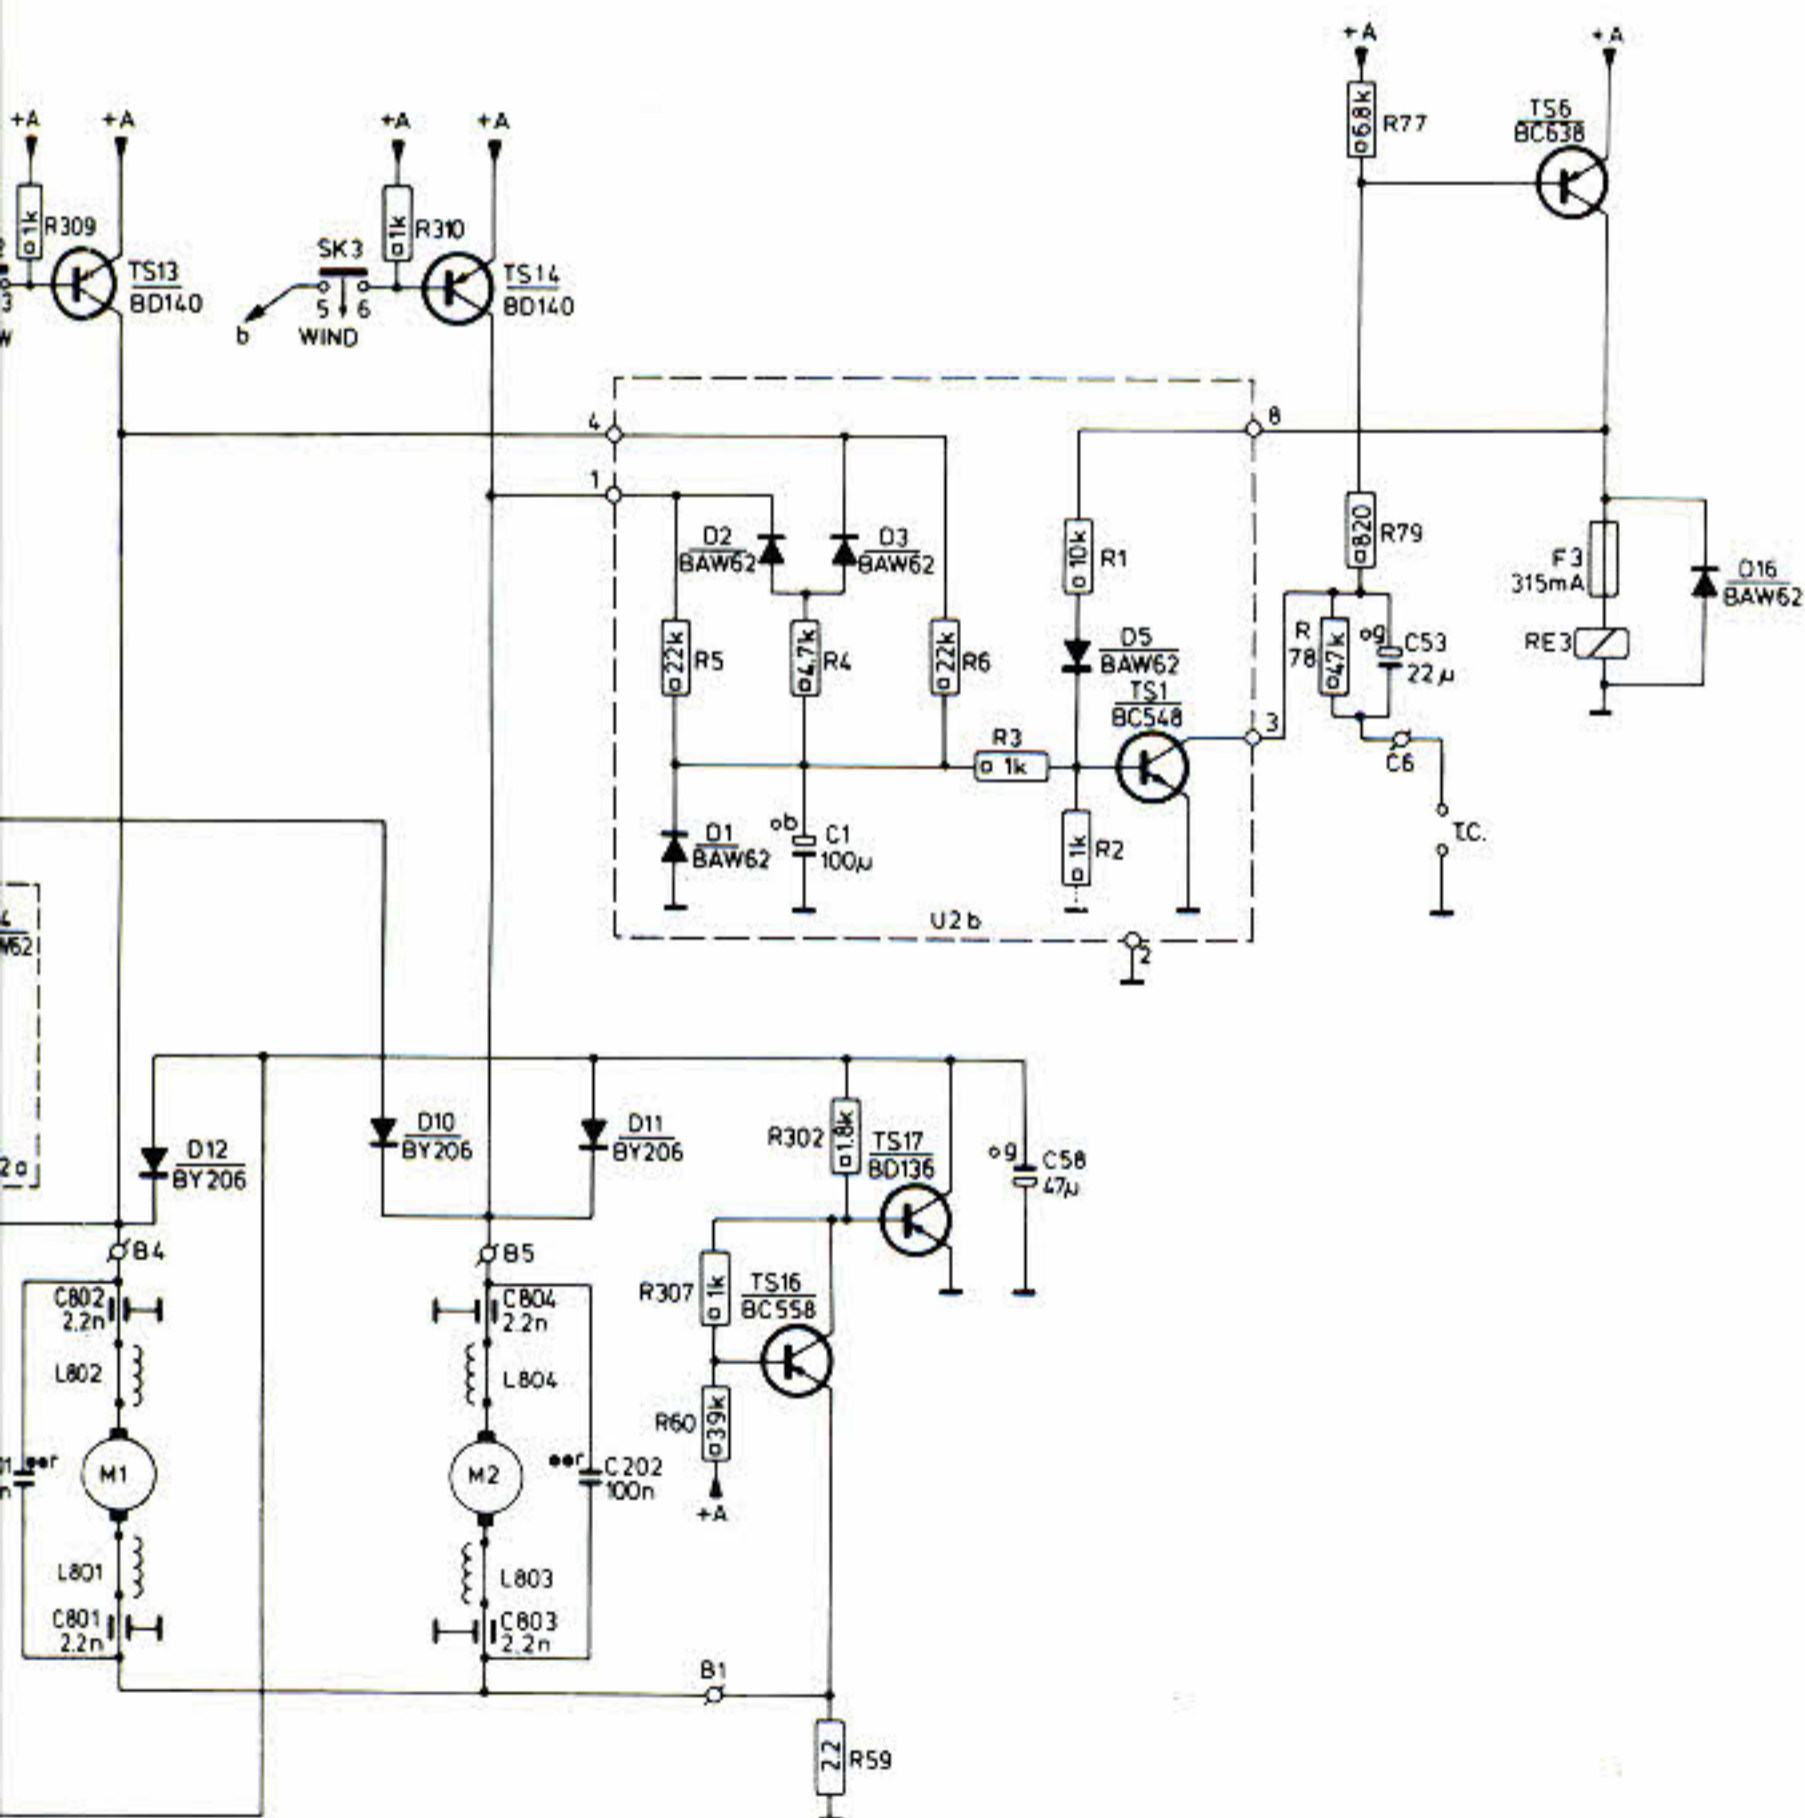 +A
+A
6.8k
R77
TS6
BC638
+A
+A
+A
+A
1k
R309
1k
R310
SK3
TS13
BD140
TS14
BD140
3
5
6
b
WIND
W
4
8
1
D2
BAW62
D3
BAW62
10k
R1
820
R79
F3
315mA
D16
BAW62
22k
R5
4.7k
R4
22k
R6
D5
BAW62
TS1
BC548
R
78
47k
g
C53
22µ
RE3
R3
1k
3
C6
T.C.
D1
BAW62
b
C1
100µ
1k
R2
U2b
2
4
W62
2a
D12
BY206
D10
BY206
D11
BY206
R302
1.8k
TS17
BD136
g
C58
47µ
B4
B5
C802
2.2n
C804
2.2n
R307
1k
TS16
BC558
L802
L804
R60
39k
01
n
r
M1
M2
r
C202
100n
+A
L801
L803
C801
2.2n
C803
2.2n
B1
2.2
R59